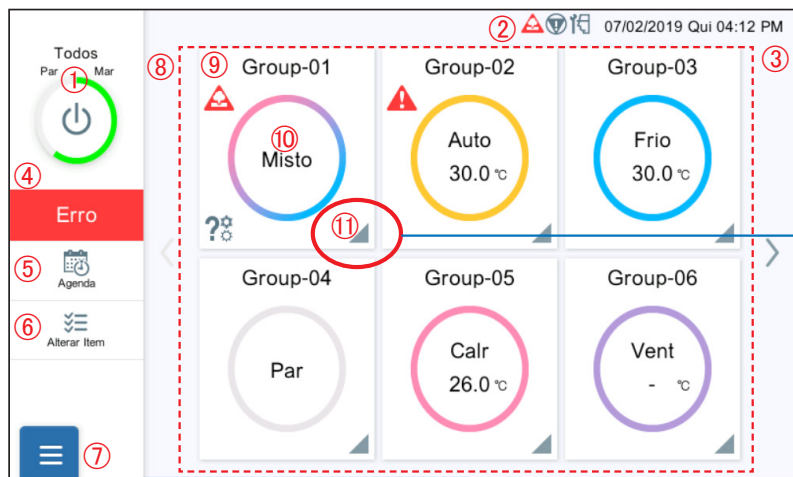 ② 07/02/2019 Qui 04:12 PM
Todos
Par ① Mar
⑧ ⑨ Group-01 Group-02 Group-03 ③
⑩
Misto
Auto
30.0 ℃
Frio
30.0 ℃
④
Erro
? ⑪
⑤ Agenda
⑥ Alterar Item
Group-04 Group-05 Group-06
Par
Calr
26.0 ℃
Vent
- ℃
⑦